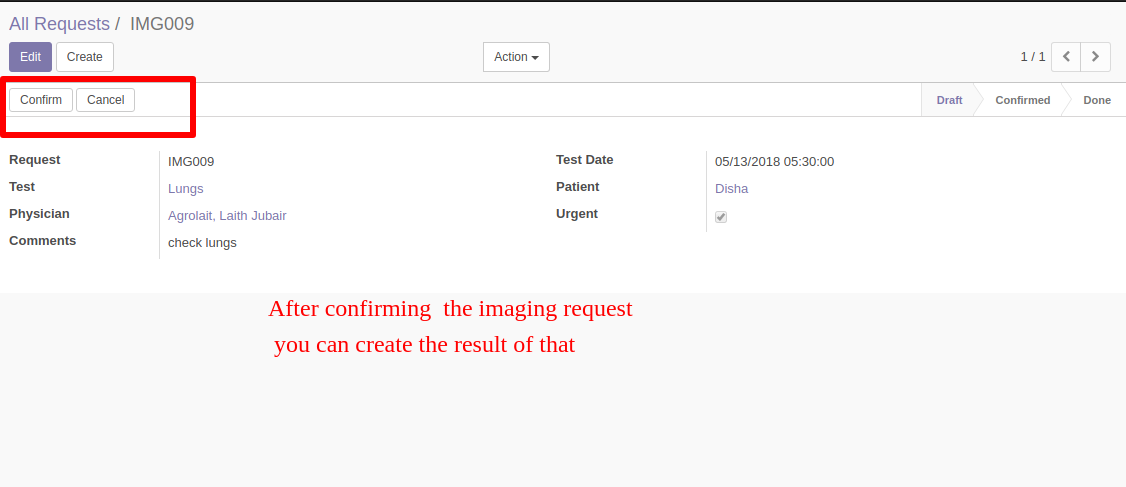 All Requests / IMG009
Edit Create Action 1 / 1
Confirm Cancel Draft Confirmed Done
Request IMG009 Test Date 05/13/2018 05:30:00
Test Lungs Patient Disha
Physician Agrolait, Laith Jubair Urgent
Comments check lungs
After confirming the imaging request
you can create the result of that